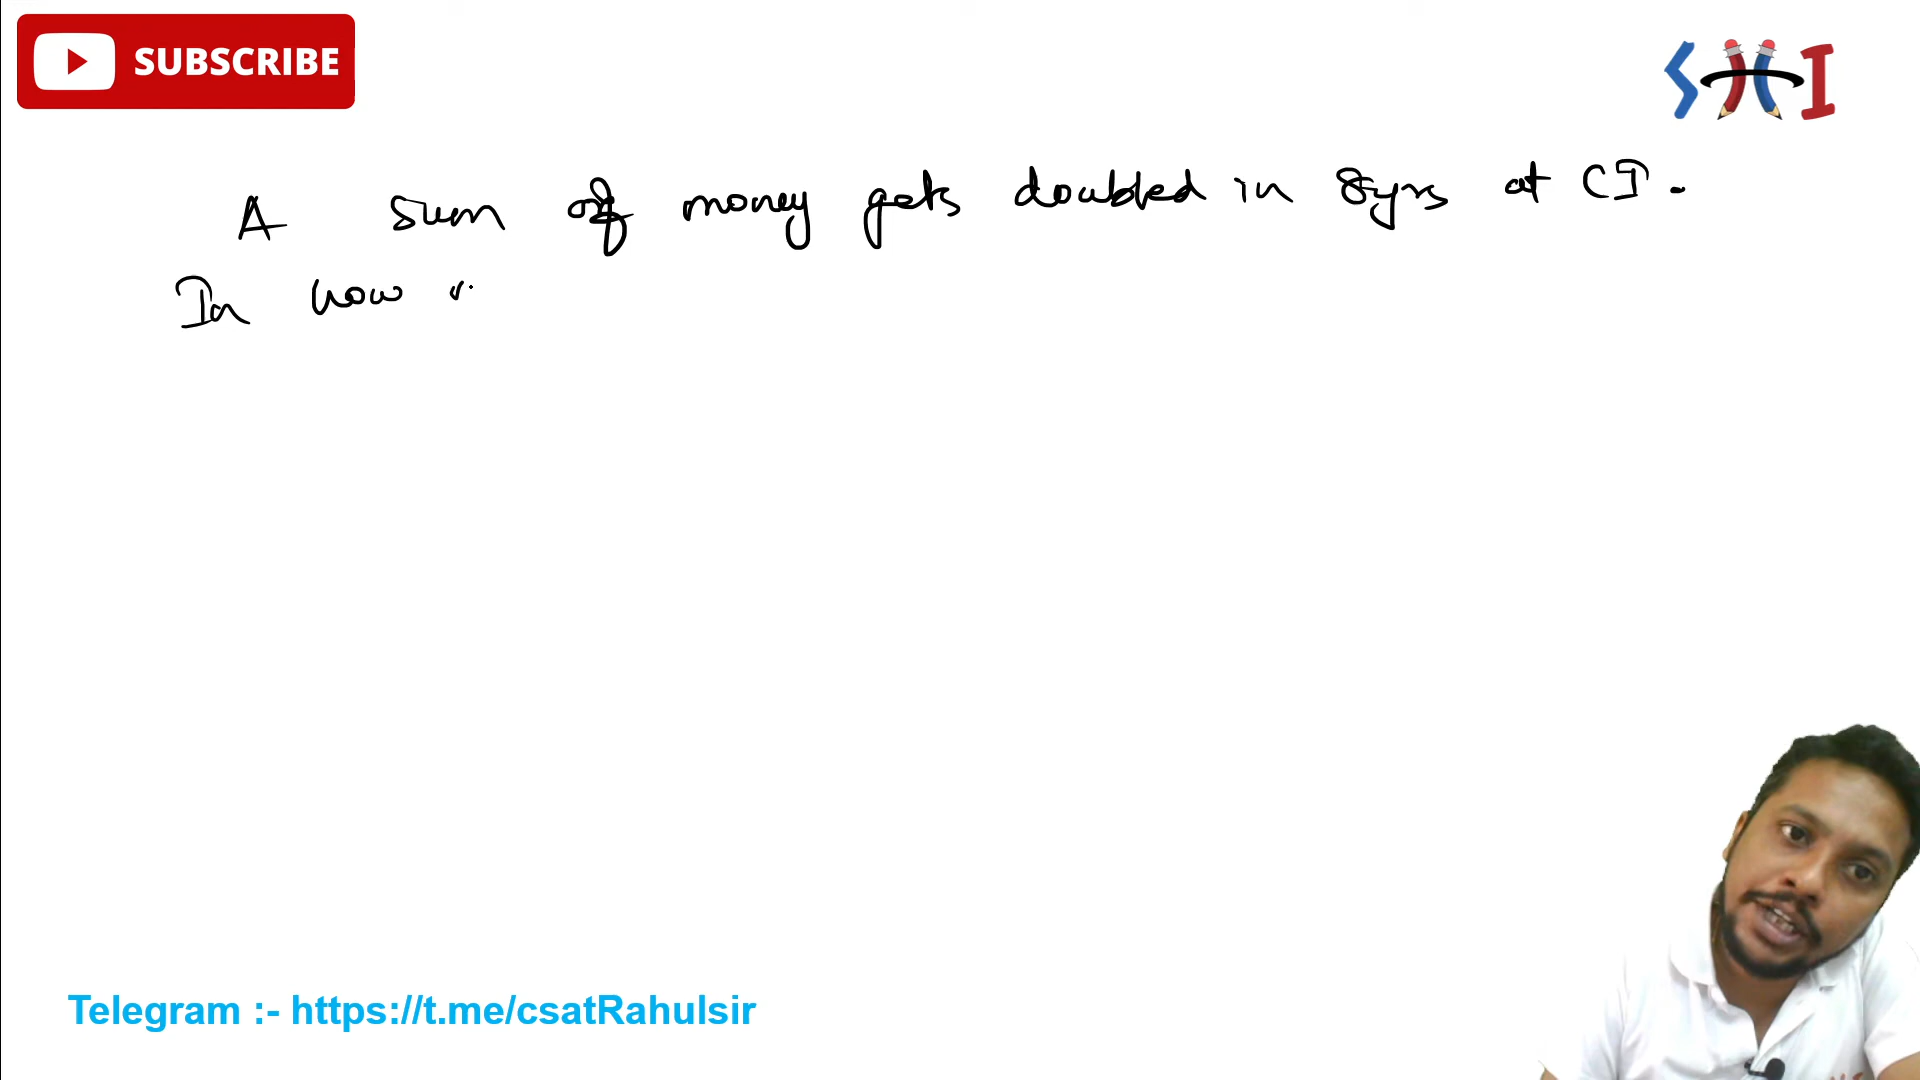 SUBSCRIBE
A sum of money gets doubled in 8yrs at CI.
In how
Telegram :- https://t.me/csatRahulsir